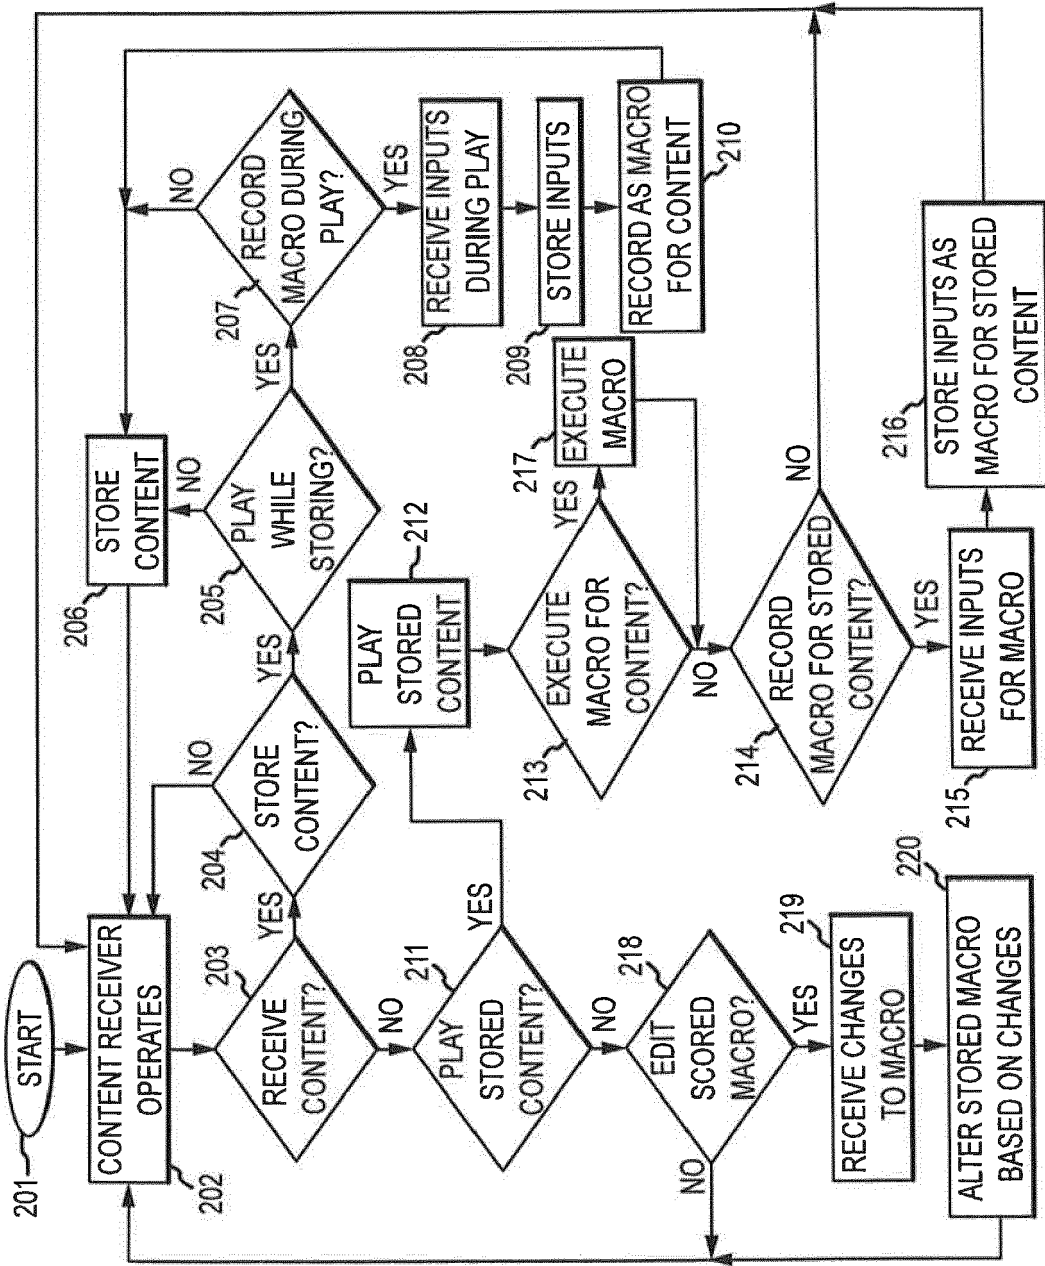 201
START
CONTENT RECEIVER
OPERATES
202
203
RECEIVE
CONTENT?
YES
NO
204
STORE
CONTENT?
NO
YES
205
PLAY
WHILE
STORING?
NO
YES
206
STORE
CONTENT
207
RECORD
MACRO DURING
PLAY?
NO
YES
208
RECEIVE INPUTS
DURING PLAY
209
STORE INPUTS
RECORD AS MACRO
FOR CONTENT
210
211
PLAY
STORED
CONTENT?
YES
NO
212
PLAY
STORED
CONTENT
213
EXECUTE
MACRO FOR
CONTENT?
YES
NO
217
EXECUTE
MACRO
214
RECORD
MACRO FOR STORED
CONTENT?
NO
YES
215
RECEIVE INPUTS
FOR MACRO
216
STORE INPUTS AS
MACRO FOR STORED
CONTENT
218
EDIT
SCORED
MACRO?
NO
YES
219
RECEIVE CHANGES
TO MACRO
220
ALTER STORED MACRO
BASED ON CHANGES